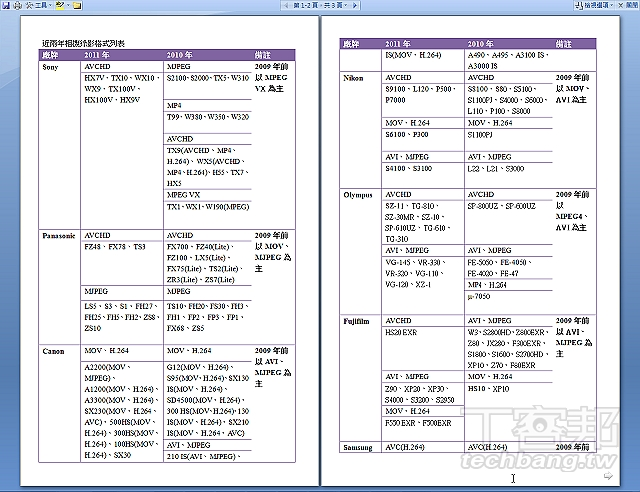 工具
第 1-2 頁，共 3 頁
檢視選項
關閉
近兩年相機錄影格式列表
廠牌 2011 年 2010 年 備註
Sony AVCHD MJPEG 2009 年前
HX7V、TX10、WX10、 S2100、S2000、TX5、W310 以 MPEG
WX9、TX100V、 VX 為主
HX100V、HX9V
MP4
T99、W380、W350、W320
AVCHD
TX9(AVCHD、MP4、
H.264)、WX5(AVCHD、
MP4、H.264)、H55、TX7、
HX5
MPEG VX
TX1、WX1、W190(MPEG)
Panasonic AVCHD AVCHD 2009 年前
FZ48、FX78、TS3 FX700、FZ40(Lite)、 以 MOV、
FZ100、LX5(Lite)、 MJPEG 為
FX75(Lite)、TS2(Lite)、 主
ZR3(Lite)、ZS7(Lite)
MJPEG MJPEG
LS5、S3、S1、FH27、 TS10、FH20、FS30、FH3、
FH25、FH5、FH2、ZS8、 FH1、FP2、FP3、FP1、
ZS10 FX68、ZS5
Canon MOV、H.264 MOV、H.264 2009 年前
A2200(MOV、 G12(MOV、H.264)、 以 AVI、
MJPEG)、 S95(MOV、H.264)、SX130 MJPEG 為
A1200(MOV、H.264)、 IS(MOV、H.264)、 主
A3300(MOV、H.264)、 SD4500(MOV、H.264)、
SX230(MOV、H.264、 300 HS(MOV、H.264)、130
AVC)、500HS(MOV、 IS(MOV、H.264)、SX210
H.264)、300HS(MOV、 IS(MOV、H.264、AVC)
H.264)、100HS(MOV、 AVI、MJPEG
H.264)、SX30 210 IS(AVI、MJPEG)、
廠牌 2011 年 2010 年 備註
IS(MOV、H.264) A490、A495、A3100 IS、
A3000 IS
Nikon AVCHD AVCHD 2009 年前
S9100、L120、P500、 S8100、S80、S5100、 以 MOV、
P7000 S1100PJ、S4000、S6000、 AVI 為主
L110、P100、S8000
MOV、H.264 MOV、H.264
S6100、P300 S1100PJ
AVI、MJPEG AVI、MJPEG
S4100、S3100 L22、L21、S3000
Olympus AVCHD AVCHD 2009 年前
SZ-11、TG-810、 SP-800UZ、SP-600UZ 以
SZ-30MR、SZ-10、 MPEG4、
SP-610UZ、TG-610、 AVI 為主
TG-310
AVI、MJPEG AVI、MJPEG
VG-145、VR-330、 FE-5050、FE-4050、
VR-320、VG-110、 FE-4020、FE-47
VG-120、XZ-1 MP4、H.264
μ-7050
Fujifilm AVCHD AVI、MJPEG 2009 年前
HS20 EXR W3、S2800HD、Z800EXR、 以 AVI、
Z80、JX280、F300EXR、 MJPEG 為
S1800、S1600、S2700HD、 主
XP10、Z70、F80EXR
AVI、MJPEG MOV、H.264
Z90、XP20、XP30、 HS10、XP10
S4000、S3200、S2950
MOV、H.264
F550 EXR、F500EXR
Samsung AVC(H.264) AVC(H.264) 2009 年前
T客邦
techbang.tw